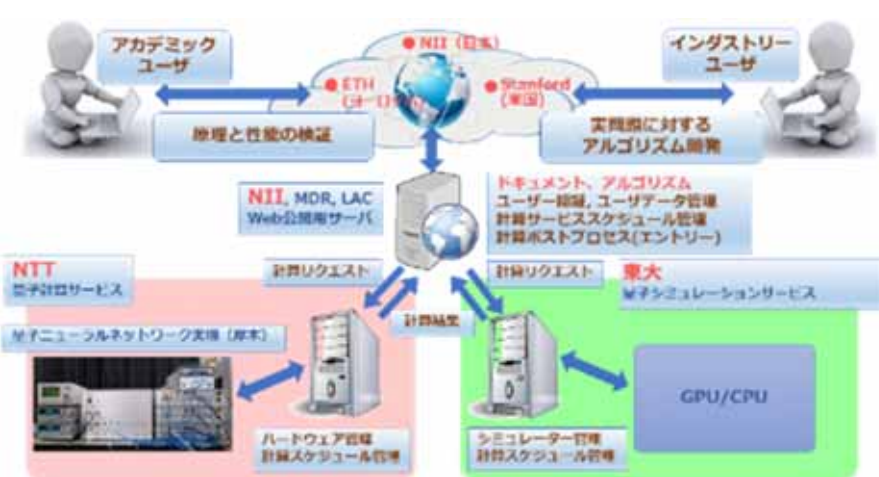 アカデミック
ユーザ
NII（日本）
インダストリー
ユーザ
ETH
(ヨーロッパ)
Stanford
(米国)
原理と性能の検証
実問題に対する
アルゴリズム開発
NII, MDR, LAC
Web公開用サーバ
ドキュメント、アルゴリズム
ユーザー認証, ユーザデータ管理
計算サービススケジュール管理
計算ポストプロセス(エントリー)
NTT
量子計算サービス
計算リクエスト
計算リクエスト
東大
量子シミュレーションサービス
計算結果
量子ニューラルネットワーク実機（厚木）
GPU/CPU
ハードウェア管理
計算スケジュール管理
シミュレーター管理
計算スケジュール管理